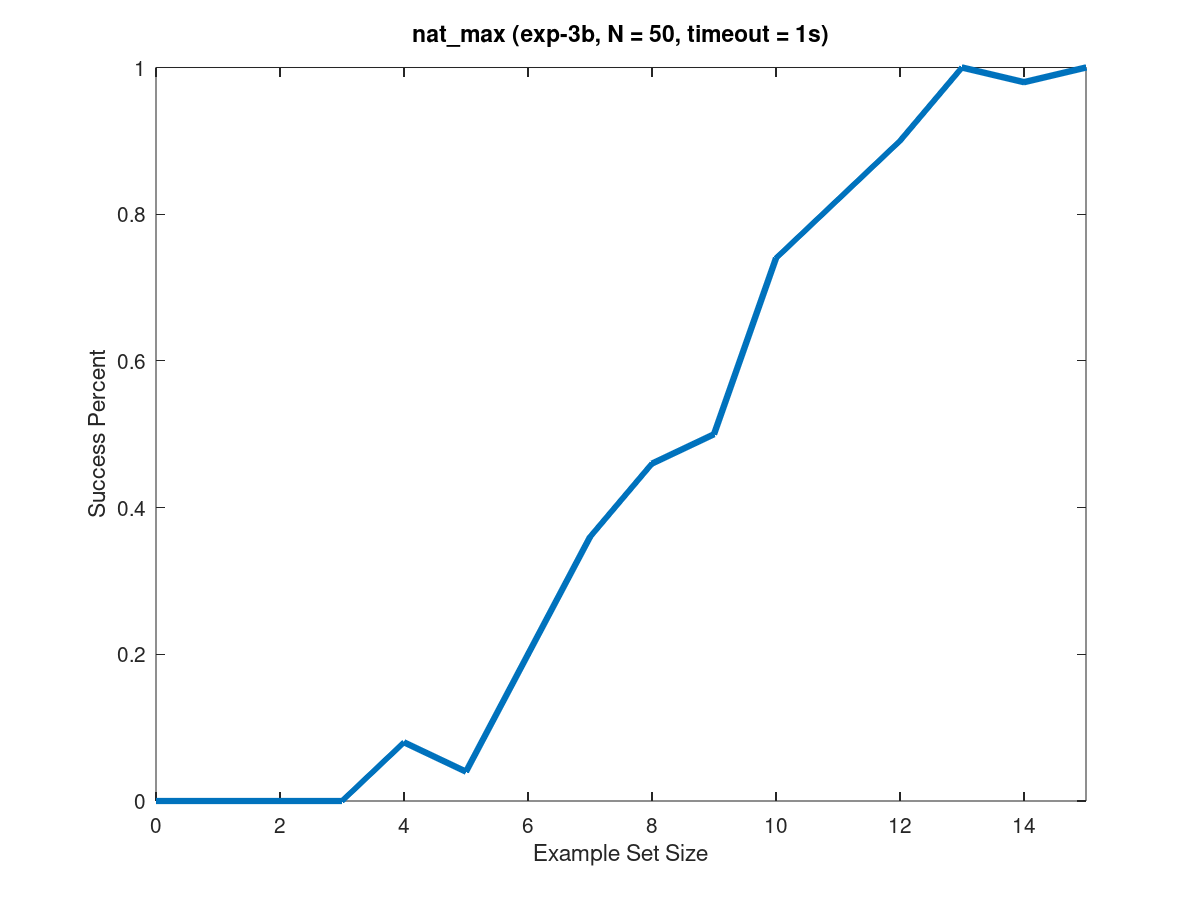 nat_max (exp-3b, N = 50, timeout = 1s)
1
0.8
0.6
0.4
0.2
0
Success Percent
0 2 4 6 8 10 12 14
Example Set Size